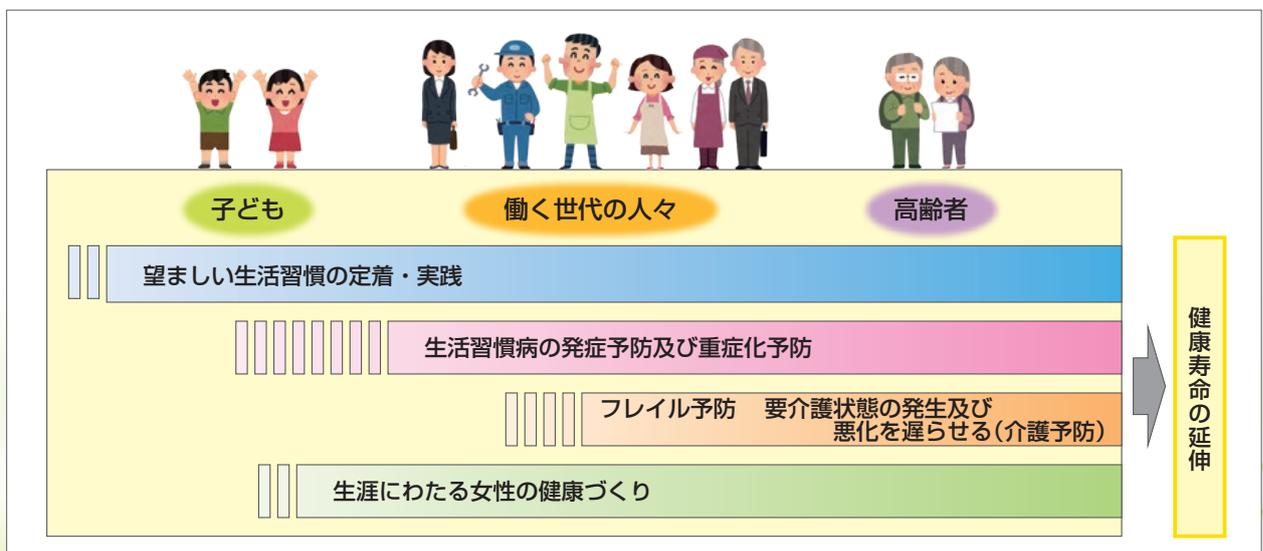 子ども
働く世代の人々
高齢者
望ましい生活習慣の定着・実践
生活習慣病の発症予防及び重症化予防
フレイル予防　要介護状態の発生及び
悪化を遅らせる(介護予防)
生涯にわたる女性の健康づくり
健康寿命の延伸